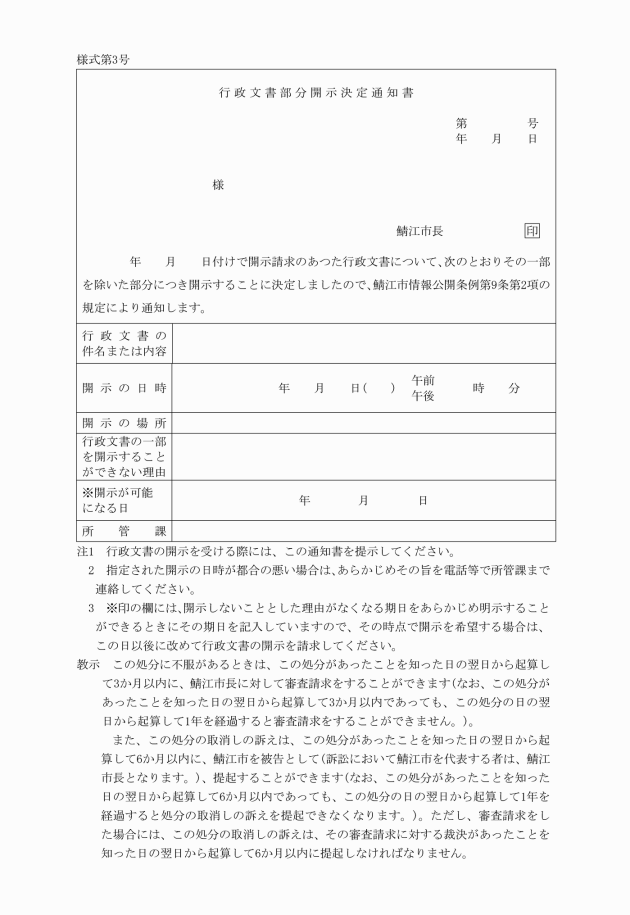 様式第3号
行政文書部分開示決定通知書
第　　　　　号
年　　月　　日
様
鯖江市長　　　　　　　印
年　　月　　日付けで開示請求のあつた行政文書について、次のとおりその一部
を除いた部分につき開示することに決定しましたので、鯖江市情報公開条例第9条第2項の
規定により通知します。
行政文書の
件名または内容
開示の日時　　年　　月　　日(　　)　午前　　時　　分
午後
開示の場所
行政文書の一部
を開示すること
ができない理由
※開示が可能
になる日　　年　　　　月　　　　日
所管課
注1　行政文書の開示を受ける際には、この通知書を提示してください。
2　指定された開示の日時が都合の悪い場合は、あらかじめその旨を電話等で所管課まで
連絡してください。
3　※印の欄には、開示しないこととした理由がなくなる期日をあらかじめ明示すること
ができるときにその期日を記入していますので、その時点で開示を希望する場合は、
この日以後に改めて行政文書の開示を請求してください。
教示　この処分に不服があるときは、この処分があったことを知った日の翌日から起算し
て3か月以内に、鯖江市長に対して審査請求をすることができます(なお、この処分が
あったことを知った日の翌日から起算して3か月以内であっても、この処分の日の翌
日から起算して1年を経過すると審査請求をすることができません。)。
また、この処分の取消しの訴えは、この処分があったことを知った日の翌日から起
算して6か月以内に、鯖江市を被告として(訴訟において鯖江市を代表する者は、鯖江
市長となります。)、提起することができます(なお、この処分があったことを知った
日の翌日から起算して6か月以内であっても、この処分の日の翌日から起算して1年を
経過すると処分の取消しの訴えを提起できなくなります。)。ただし、審査請求をし
た場合には、この処分の取消しの訴えは、その審査請求に対する裁決があったことを
知った日の翌日から起算して6か月以内に提起しなければなりません。